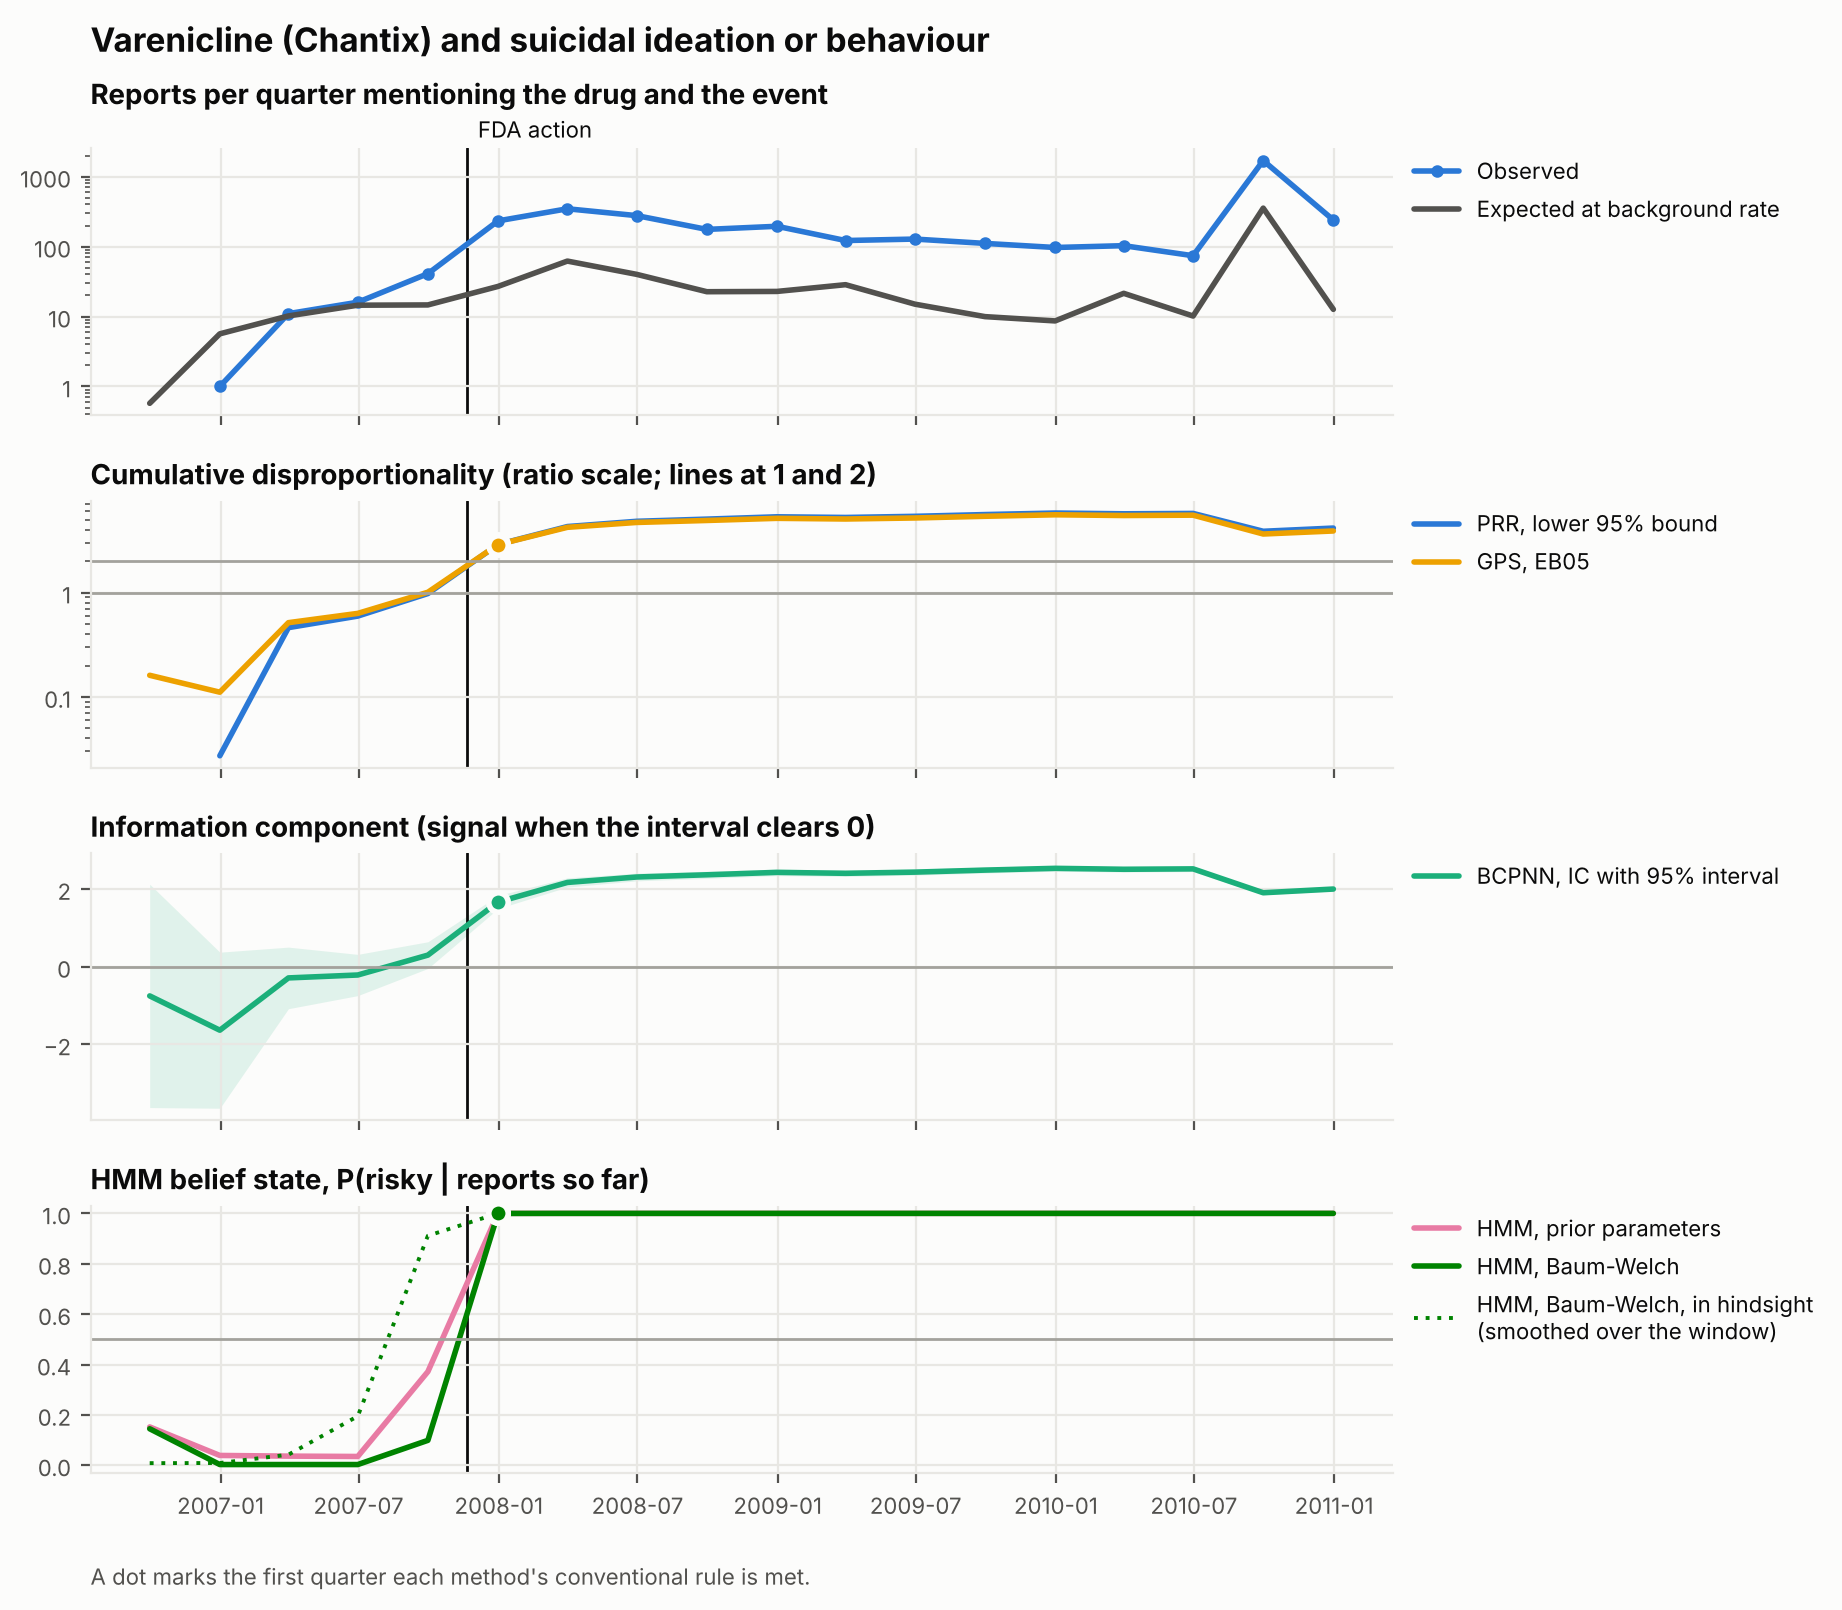 Varenicline (Chantix) and suicidal ideation or behaviour
Reports per quarter mentioning the drug and the event
FDA action
1000
100
10
1
Observed
Expected at background rate
Cumulative disproportionality (ratio scale; lines at 1 and 2)
1
0.1
PRR, lower 95% bound
GPS, EB05
Information component (signal when the interval clears 0)
2
0
−2
BCPNN, IC with 95% interval
HMM belief state, P(risky | reports so far)
1.0
0.8
0.6
0.4
0.2
0.0
HMM, prior parameters
HMM, Baum-Welch
HMM, Baum-Welch, in hindsight
(smoothed over the window)
2007-01 2007-07 2008-01 2008-07 2009-01 2009-07 2010-01 2010-07 2011-01
A dot marks the first quarter each method's conventional rule is met.